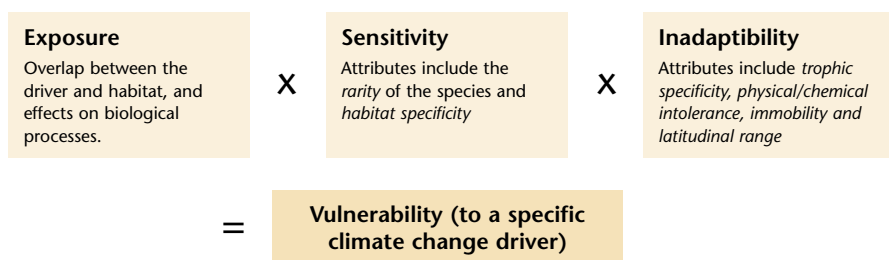 Exposure
Overlap between the
driver and habitat, and
effects on biological
processes.
x
Sensitivity
Attributes include the
rarity of the species and
habitat specificity
x
Inadaptibility
Attributes include trophic
specificity, physical/chemical
intolerance, immobility and
latitudinal range
=
Vulnerability (to a specific
climate change driver)